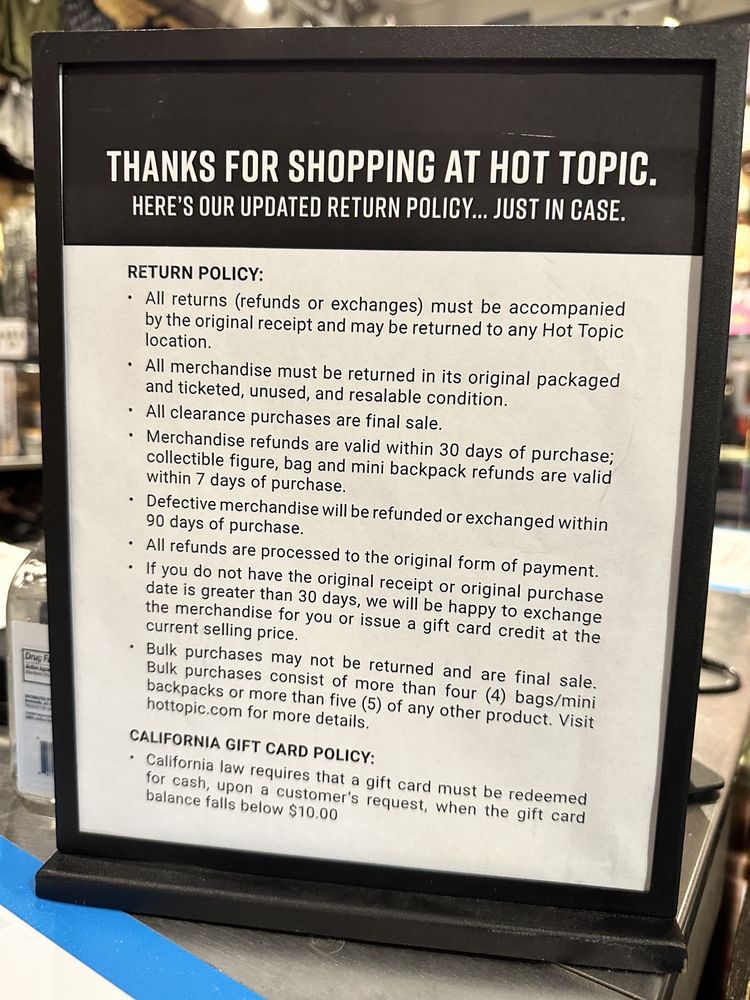 THANKS FOR SHOPPING AT HOT TOPIC.
HERE'S OUR UPDATED RETURN POLICY... JUST IN CASE.
RETURN POLICY:
• All returns (refunds or exchanges) must be accompanied
by the original receipt and may be returned to any Hot Topic
location.
• All merchandise must be returned in its original packaged
and ticketed, unused, and resalable condition.
• All clearance purchases are final sale.
• Merchandise refunds are valid within 30 days of purchase;
collectible figure, bag and mini backpack refunds are valid
within 7 days of purchase.
• Defective merchandise will be refunded or exchanged within
90 days of purchase.
• All refunds are processed to the original form of payment.
• If you do not have the original receipt or original purchase
date is greater than 30 days, we will be happy to exchange
the merchandise for you or issue a gift card credit at the
current selling price.
• Bulk purchases may not be returned and are final sale.
Bulk purchases consist of more than four (4) bags/mini
backpacks or more than five (5) of any other product. Visit
hottopic.com for more details.
CALIFORNIA GIFT CARD POLICY:
• California law requires that a gift card must be redeemed
for cash, upon a customer's request, when the gift card
balance falls below $10.00
Drug